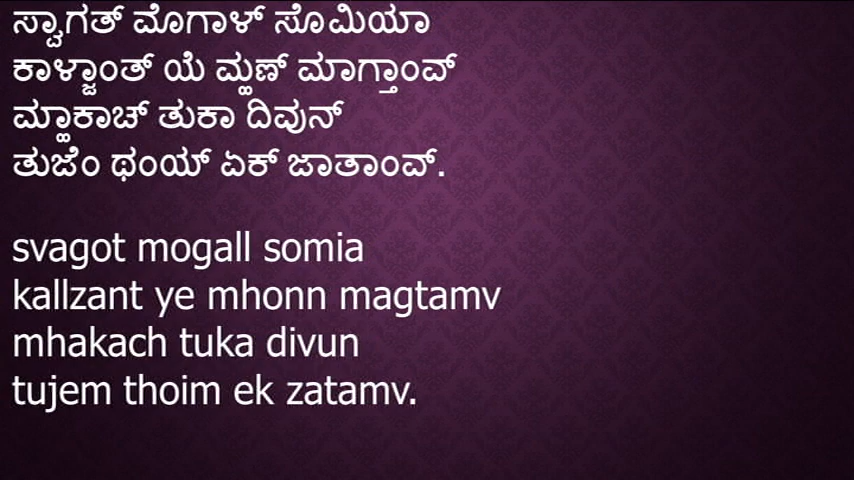 ಸ್ವಾಗತ್ ಮೊಗಾಳ್ ಸೊಮಿಯಾ
ಕಾಳ್ಜಾಂತ್ ಯೆ ಮ್ಹಣ್ ಮಾಗ್ತಾಂವ್
ಮ್ಹಾಕಾಚ್ ತುಕಾ ದಿವುನ್
ತುಜೆಂ ಥಂಯ್ ಏಕ್ ಜಾತಾಂವ್.
svagot mogall somia
kallzant ye mhonn magtamv
mhakach tuka divun
tujem thoim ek zatamv.